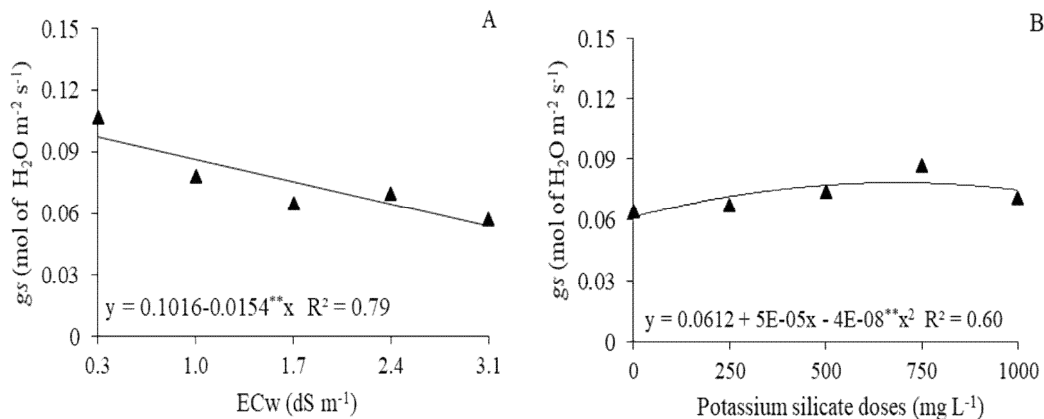 A
0.15
0.12
0.09
0.06
0.03
0
gs (mol of H₂O m⁻² s⁻¹)
y = 0.1016-0.0154**x R² = 0.79
0.3 1.0 1.7 2.4 3.1
ECw (dS m⁻¹)
B
0.15
0.12
0.09
0.06
0.03
0.00
gs (mol of H₂O m⁻² s⁻¹)
y = 0.0612 + 5E-05x - 4E-08**x² R² = 0.60
0 250 500 750 1000
Potassium silicate doses (mg L⁻¹)